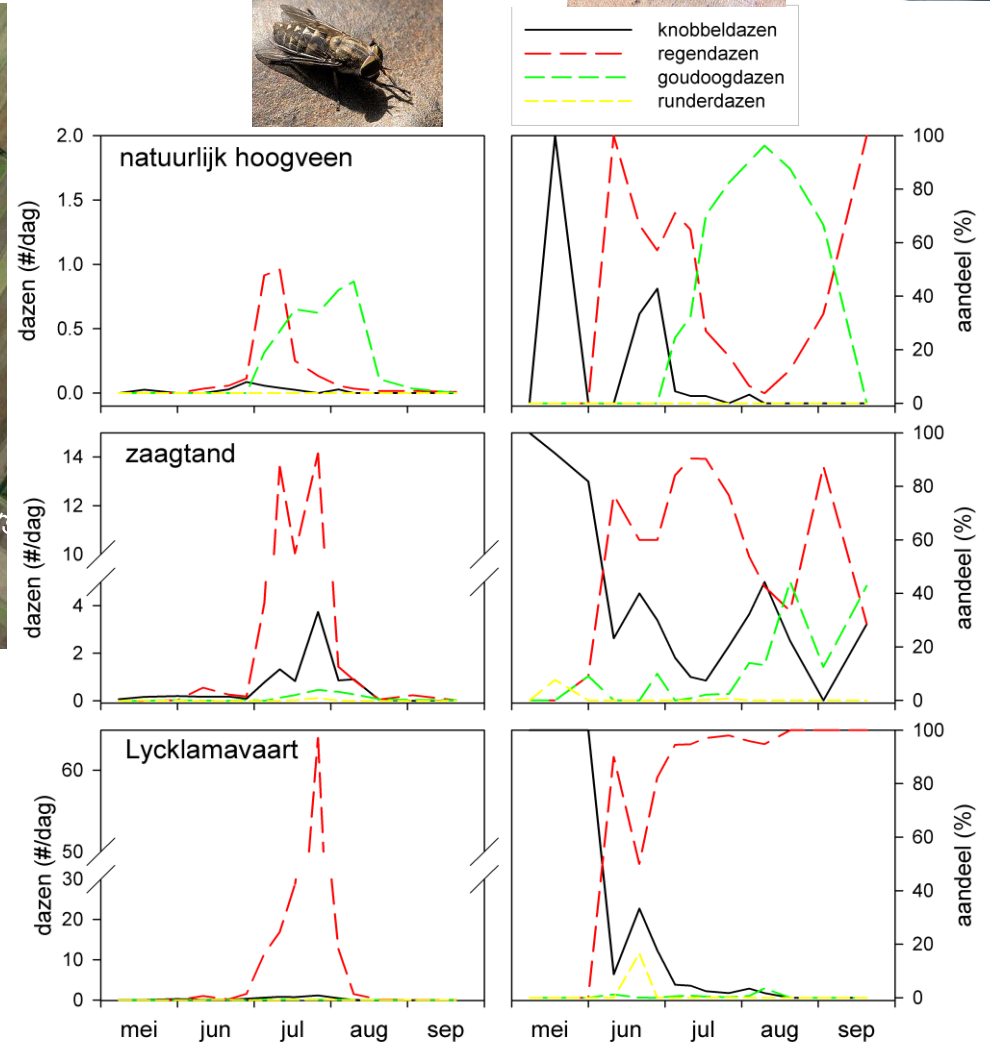 knobbeldazen
regendazen
goudoogdazen
runderdazen
natuurlijk hoogveen
dazen (#/dag)
2.0
1.5
1.0
0.5
0.0
100
80
60
40
20
0
aandeel (%)
zaagtand
dazen (#/dag)
14
12
10
4
2
0
100
80
60
40
20
0
aandeel (%)
Lycklamavaart
dazen (#/dag)
60
50
30
20
10
0
100
80
60
40
20
0
aandeel (%)
mei jun jul aug sep
mei jun jul aug sep